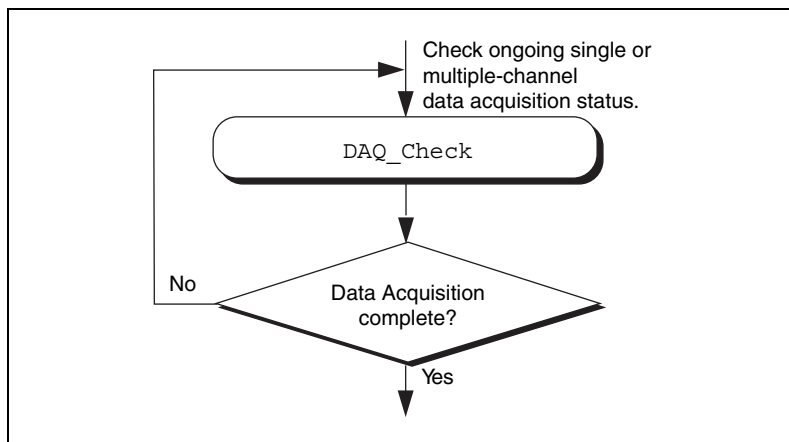 Check ongoing single or
multiple-channel
data acquisition status.
DAQ_Check
No
Data Acquisition
complete?
Yes